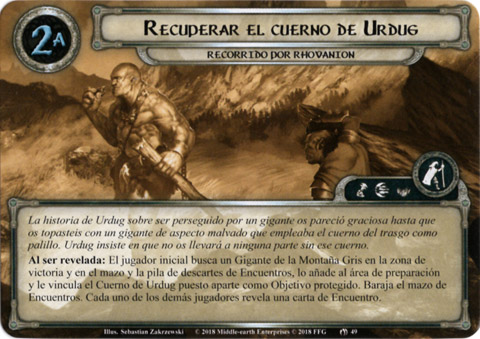 2A
Recuperar el cuerno de Urdug
Recorrido por Rhovanion
La historia de Urdug sobre ser perseguido por un gigante os pareció graciosa hasta que
os topasteis con un gigante de aspecto malvado que empleaba el cuerno del trasgo como
palillo. Urdug insiste en que no os llevará a ninguna parte sin ese cuerno.
Al ser revelada: El jugador inicial busca un Gigante de la Montaña Gris en la zona de
victoria y en el mazo y la pila de descartes de Encuentros, lo añade al área de preparación
y le vincula el Cuerno de Urdug puesto aparte como Objetivo protegido. Baraja el mazo de
Encuentros. Cada uno de los demás jugadores revela una carta de Encuentro.
Illus. Sebastian Zakrzewski © 2018 Middle-earth Enterprises © 2018 FFG 49